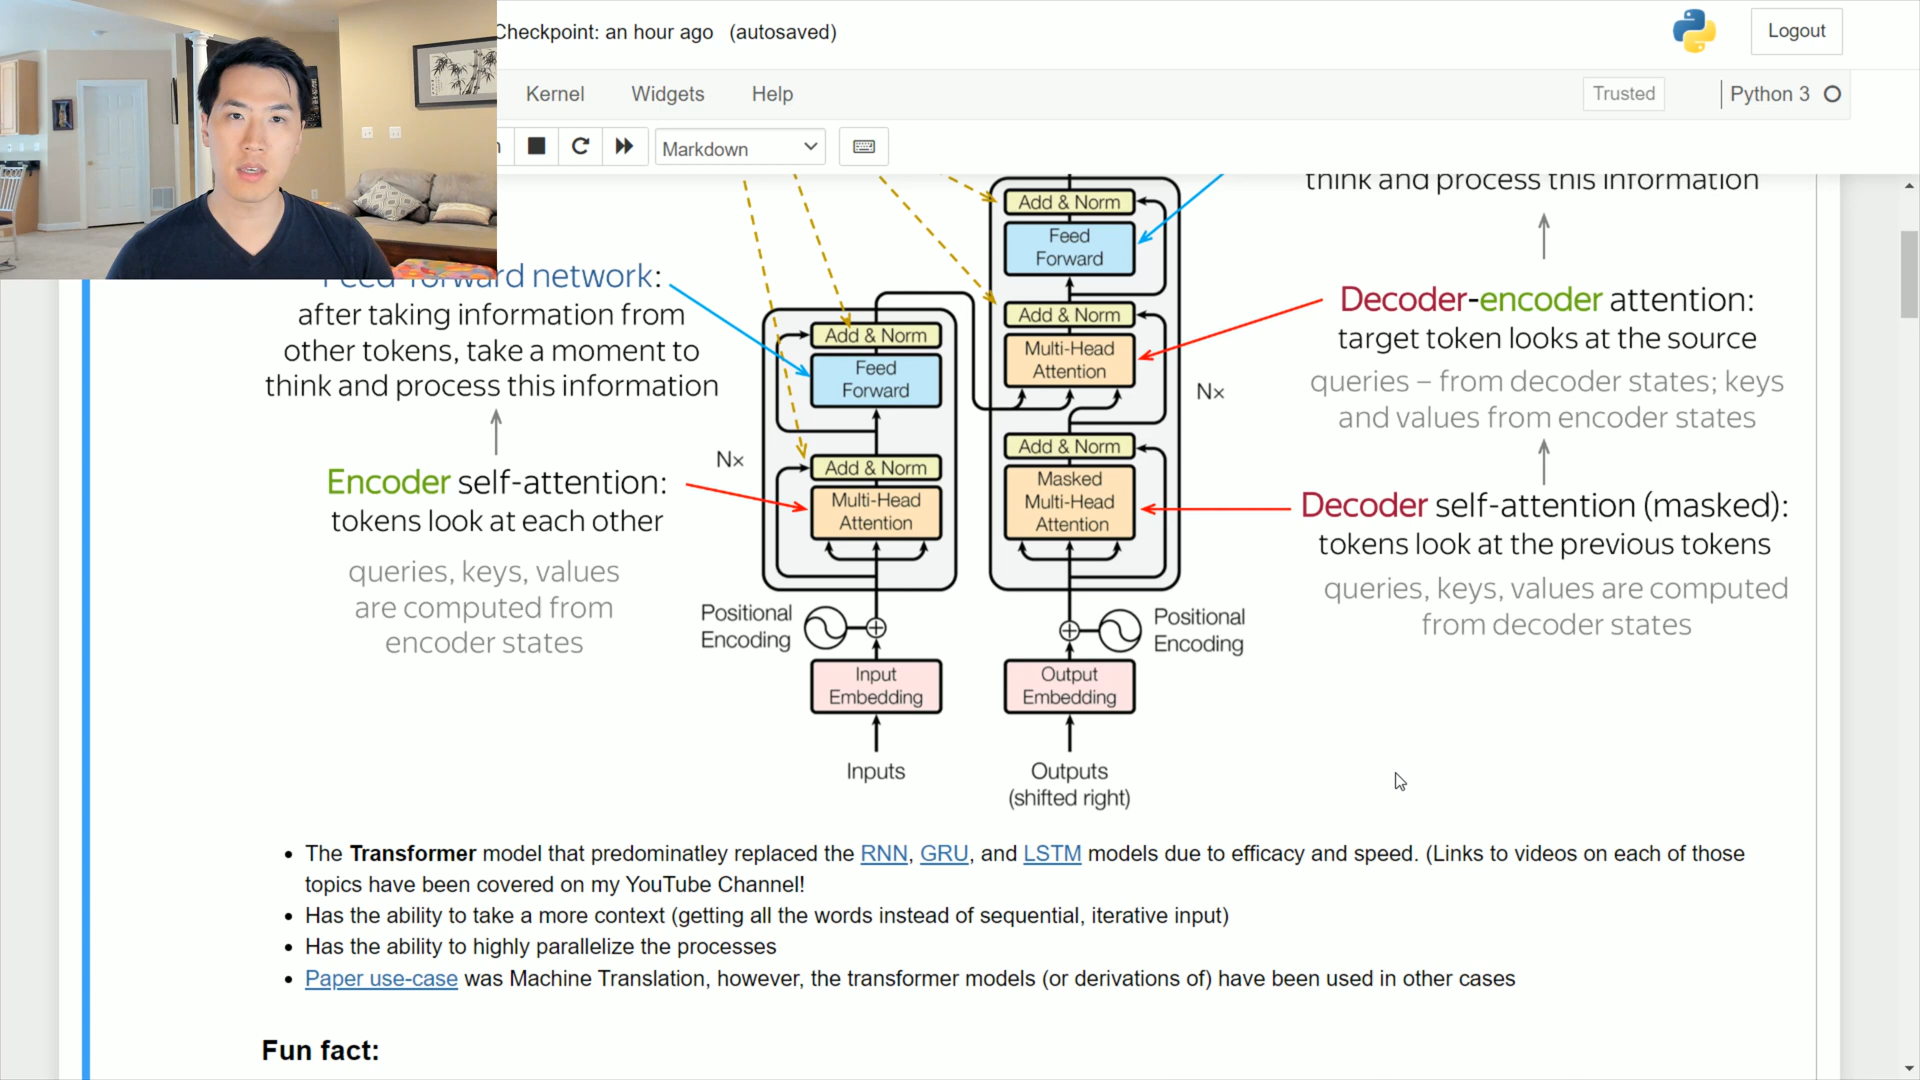 Checkpoint: an hour ago (autosaved)
Logout
Kernel
Widgets
Help
Trusted
Python 3
Markdown
think and process this information
Add & Norm
Feed
Forward
network:
after taking information from
other tokens, take a moment to
think and process this information
Encoder self-attention:
tokens look at each other
queries, keys, values
are computed from
encoder states
Add & Norm
Feed
Forward
Nx
Add & Norm
Multi-Head
Attention
Positional
Encoding
Input
Embedding
Inputs
Add & Norm
Multi-Head
Attention
Nx
Add & Norm
Masked
Multi-Head
Attention
Positional
Encoding
Output
Embedding
Outputs
(shifted right)
Decoder-encoder attention:
target token looks at the source
queries – from decoder states; keys
and values from encoder states
Decoder self-attention (masked):
tokens look at the previous tokens
queries, keys, values are computed
from decoder states
The Transformer model that predominatley replaced the RNN, GRU, and LSTM models due to efficacy and speed. (Links to videos on each of those
topics have been covered on my YouTube Channel!
Has the ability to take a more context (getting all the words instead of sequential, iterative input)
Has the ability to highly parallelize the processes
Paper use-case was Machine Translation, however, the transformer models (or derivations of) have been used in other cases
Fun fact: